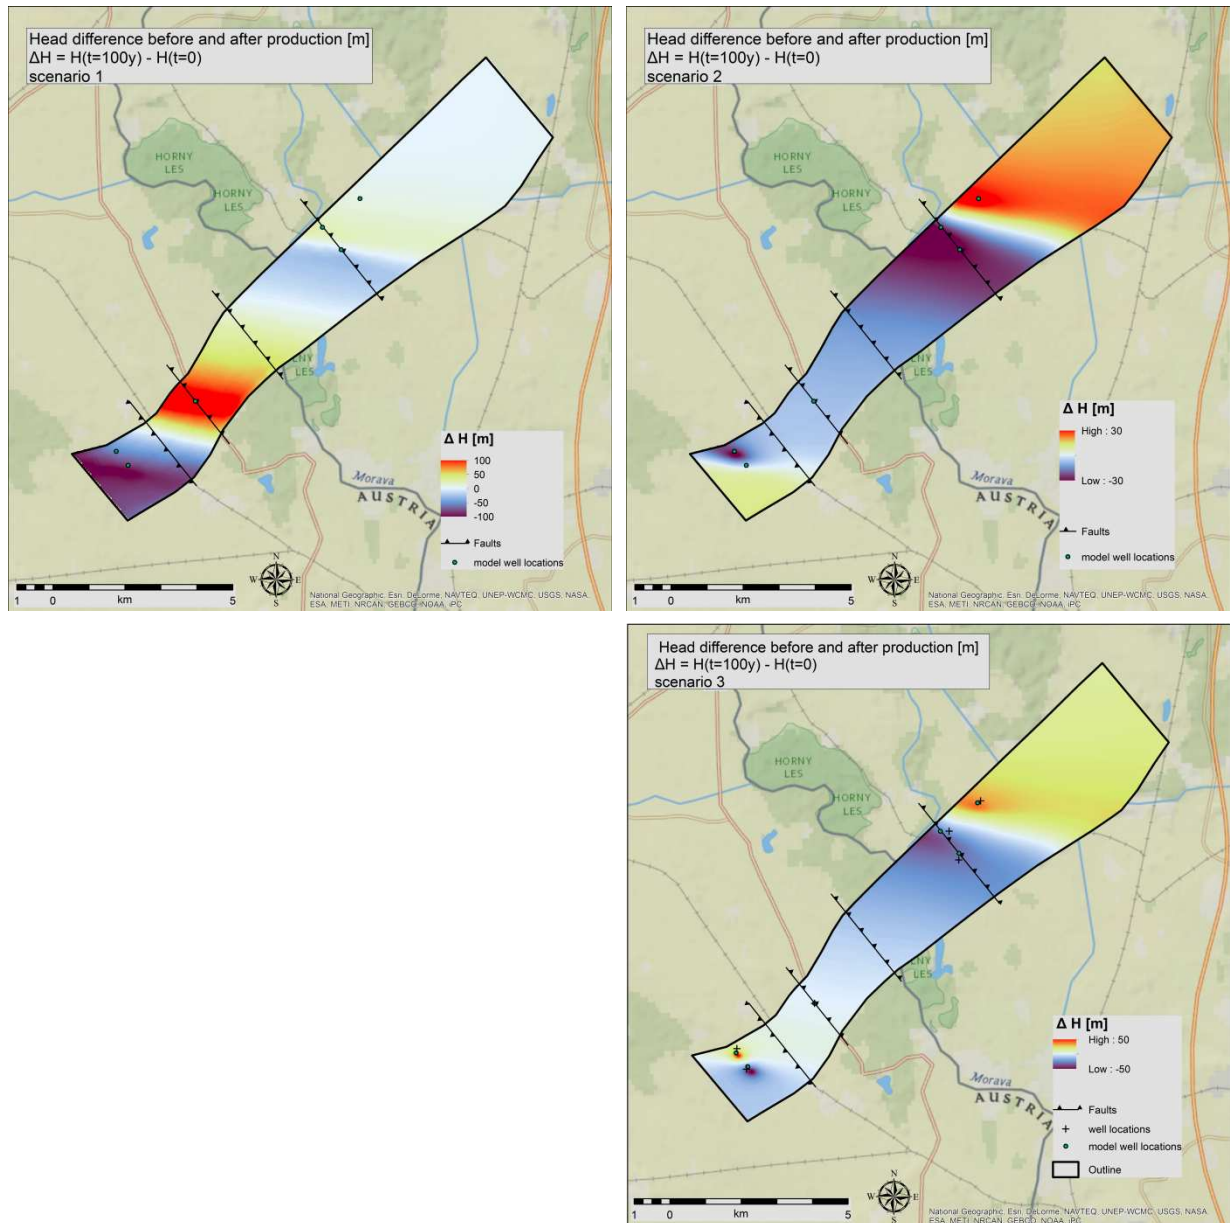 Head difference before and after production [m]
ΔH = H(t=100y) - H(t=0)
scenario 1
HORNY
LES
HORNY
LES
NY
LES
Δ H [m]
100
50
0
-50
-100
Faults
model well locations
Morava
AUSTRIA
N
W
E
S
1 0 5
km
National Geographic, Esri, DeLorme, NAVTEQ, UNEP-WCMC, USGS, NASA,
ESA, METI, NRCAN, GEBCO, NOAA, iPC
Head difference before and after production [m]
ΔH = H(t=100y) - H(t=0)
scenario 2
HORNY
LES
HORNY
LES
ENY
LES
Δ H [m]
High : 30
Low : -30
Faults
model well locations
Morava
AUSTRIA
N
W
E
S
1 0 5
km
National Geographic, Esri, DeLorme, NAVTEQ, UNEP-WCMC, USGS, NASA,
ESA, METI, NRCAN, GEBCO, NOAA, iPC
Head difference before and after production [m]
ΔH = H(t=100y) - H(t=0)
scenario 3
HORNY
LES
HORNY
LES
ENY
LES
Δ H [m]
High : 50
Low : -50
Faults
well locations
model well locations
Outline
Morava
AUSTRIA
N
W
E
S
1 0 5
km
National Geographic, Esri, DeLorme, NAVTEQ, UNEP-WCMC, USGS, NASA,
ESA, METI, NRCAN, GEBCO, NOAA, iPC